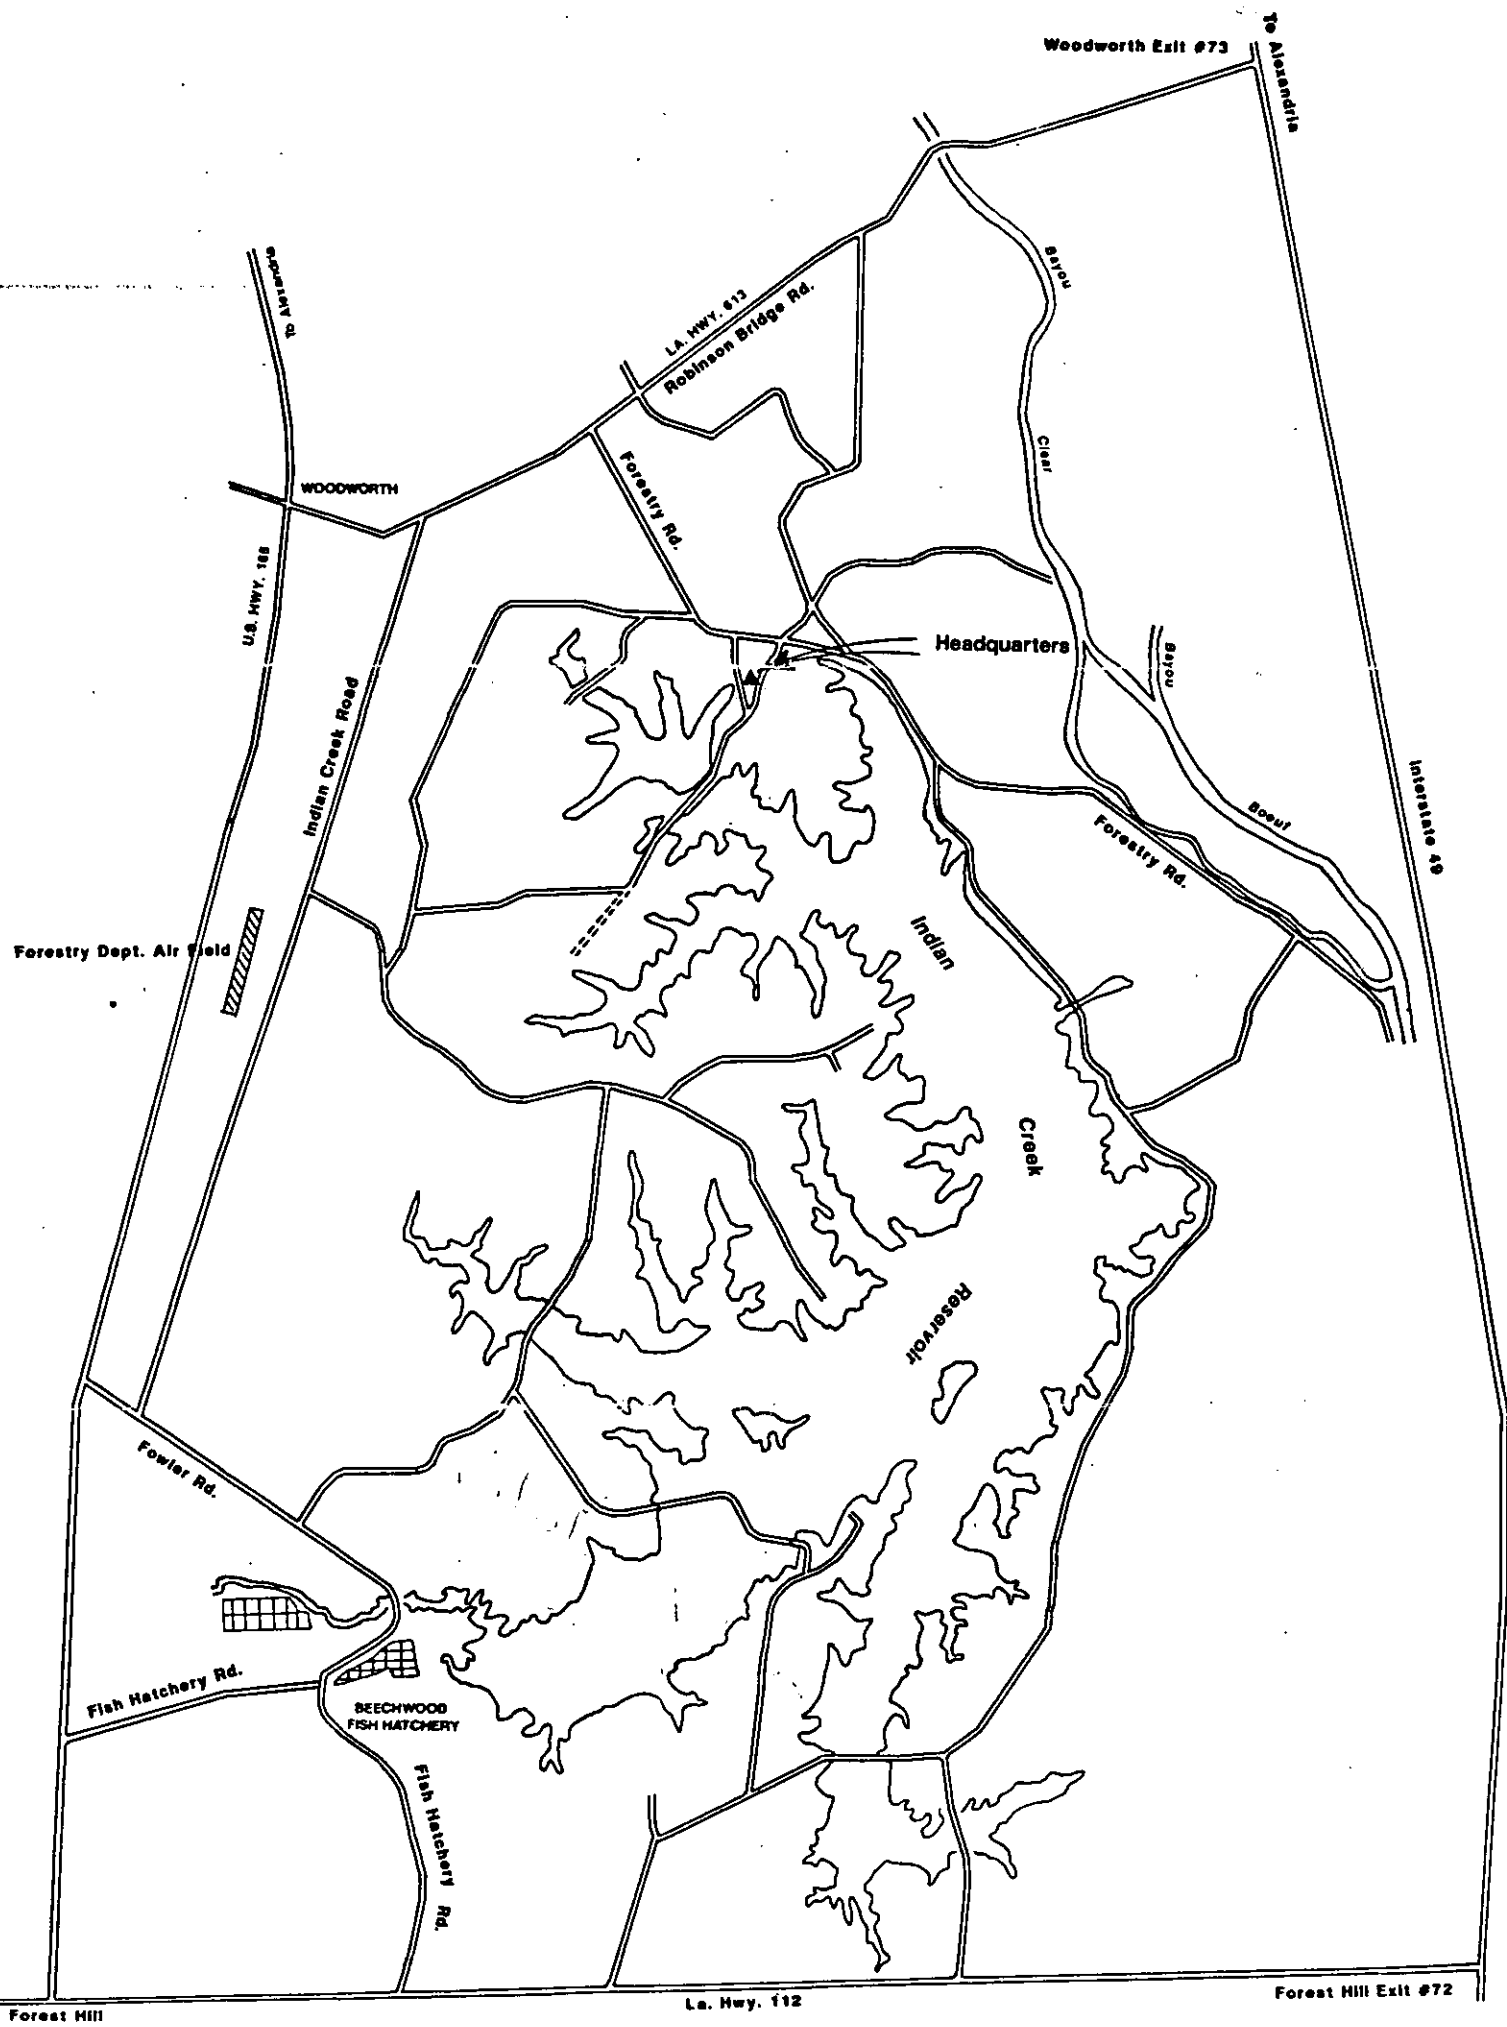 To Alexandria
Woodworth Exit #73
Bayou
To Alexandria
LA. HWY. 613
Robinson Bridge Rd.
Clear
Forestry Rd.
WOODWORTH
U.S. HWY. 165
Headquarters
Bayou
Indian Creek Road
Interstate 49
Boeuf
Forestry Rd.
Forestry Dept. Air Field
Indian
Creek
Reservoir
Fowler Rd.
Fish Hatchery Rd.
BEECHWOOD
FISH HATCHERY
Fish Hatchery Rd.
Forest Hill
La. Hwy. 112
Forest Hill Exit #72